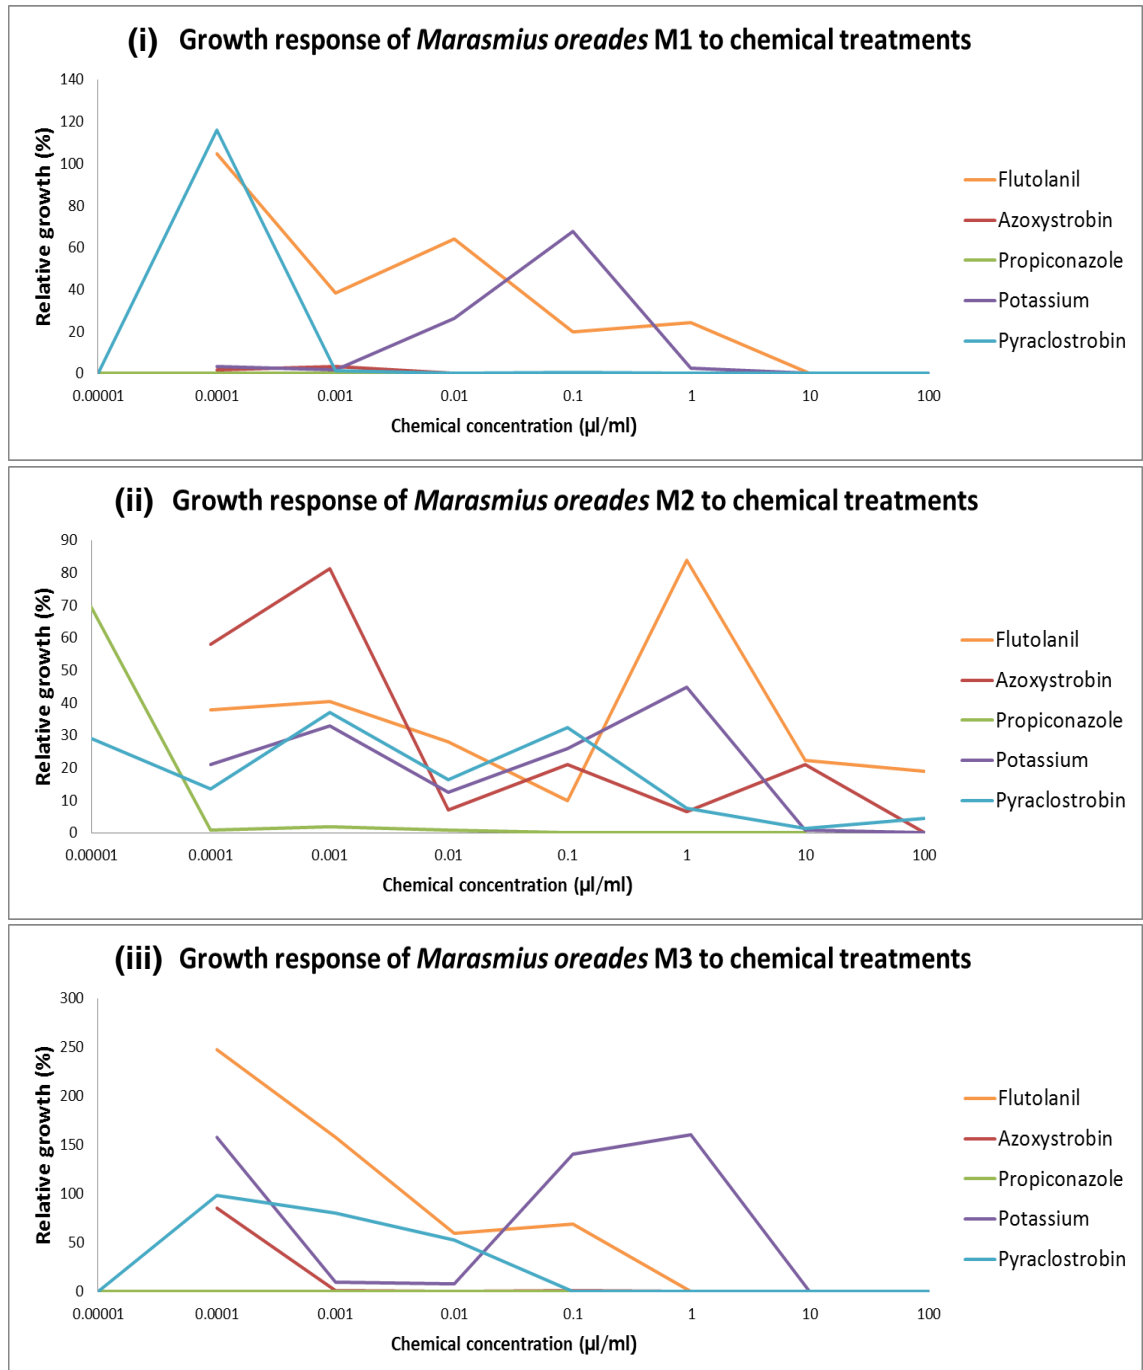 (i) Growth response of Marasmius oreades M1 to chemical treatments
140
120
100
80
60
40
20
0
Relative growth (%)
0.00001 0.0001 0.001 0.01 0.1 1 10 100
Chemical concentration (µl/ml)
Flutolanil
Azoxystrobin
Propiconazole
Potassium
Pyraclostrobin
(ii) Growth response of Marasmius oreades M2 to chemical treatments
90
80
70
60
50
40
30
20
10
0
Relative growth (%)
0.00001 0.0001 0.001 0.01 0.1 1 10 100
Chemical concentration (µl/ml)
Flutolanil
Azoxystrobin
Propiconazole
Potassium
Pyraclostrobin
(iii) Growth response of Marasmius oreades M3 to chemical treatments
300
250
200
150
100
50
0
Relative growth (%)
0.00001 0.0001 0.001 0.01 0.1 1 10 100
Chemical concentration (µl/ml)
Flutolanil
Azoxystrobin
Propiconazole
Potassium
Pyraclostrobin